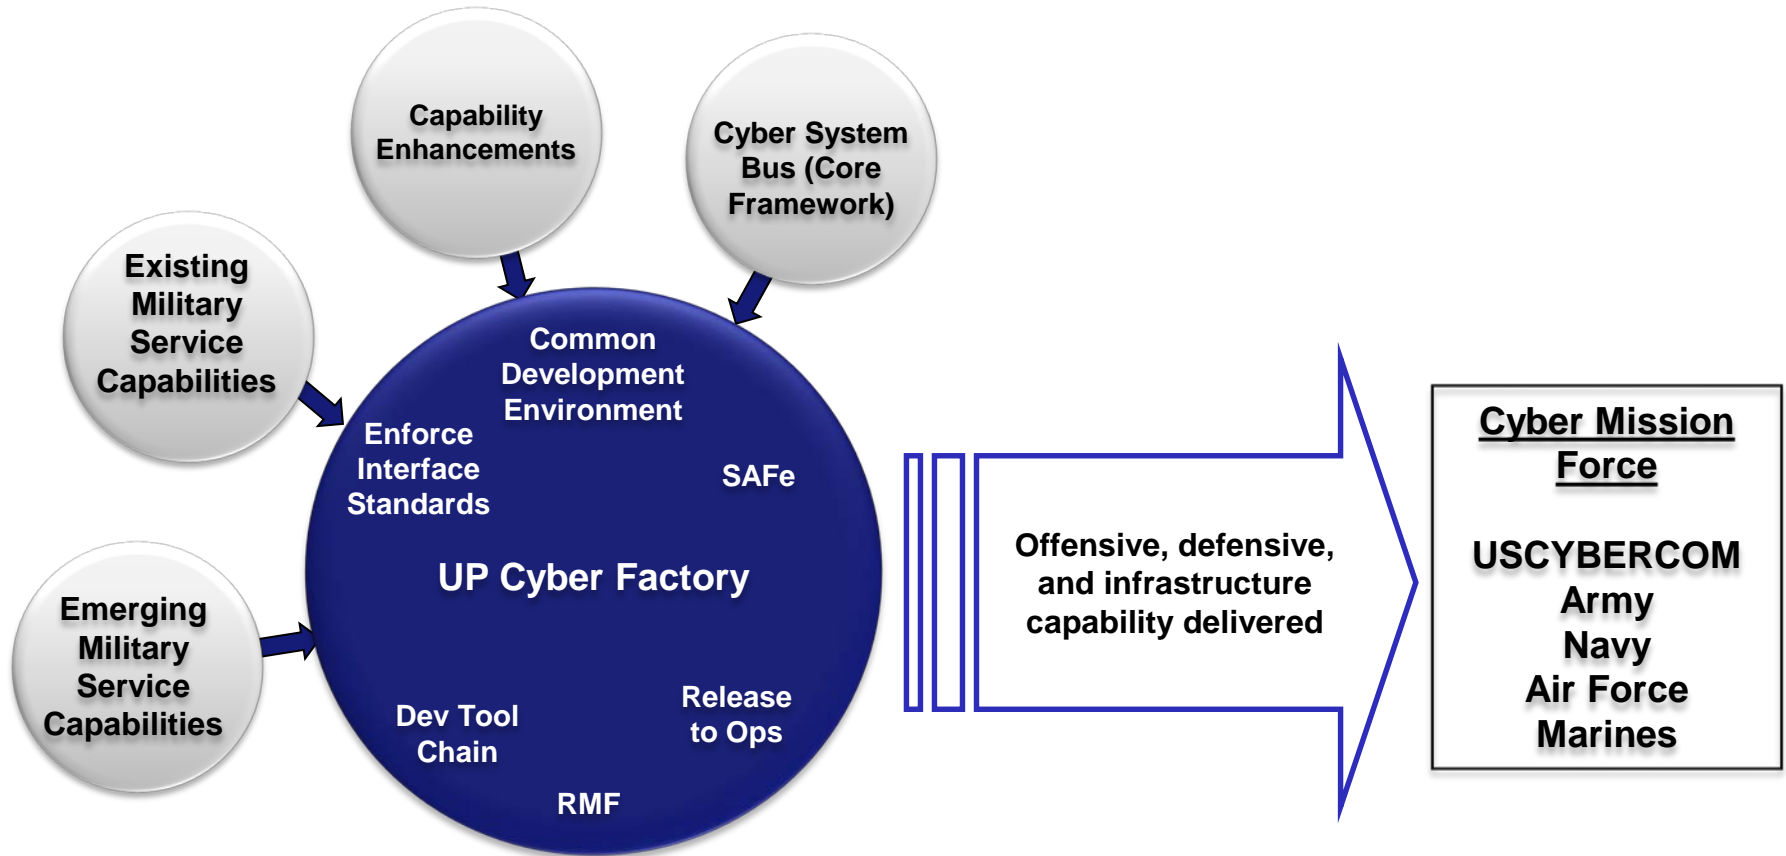 Capability
Enhancements
Cyber System
Bus (Core
Framework)
Existing
Military
Service
Capabilities
Emerging
Military
Service
Capabilities
Common
Development
Environment
Enforce
Interface
Standards
SAFe
UP Cyber Factory
Dev Tool
Chain
Release
to Ops
RMF
Offensive, defensive,
and infrastructure
capability delivered
Cyber Mission
Force
USCYBERCOM
Army
Navy
Air Force
Marines